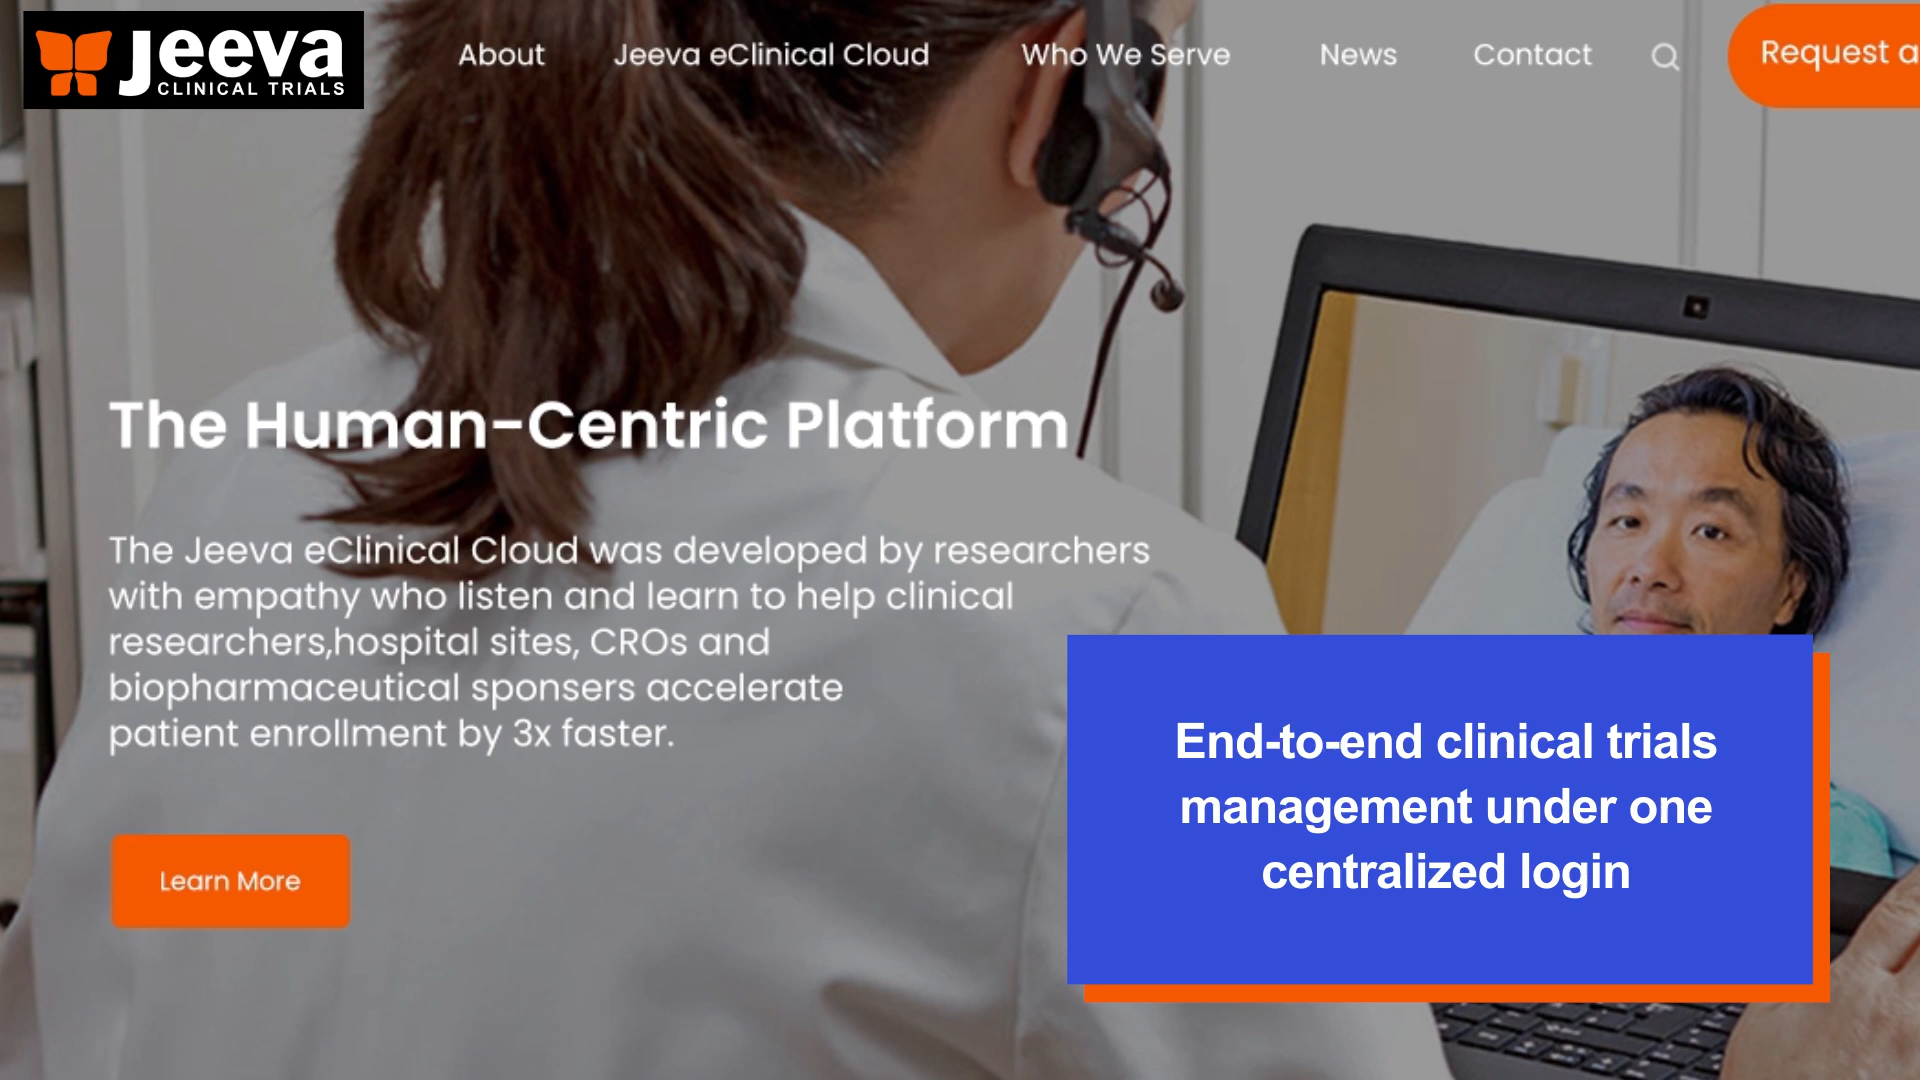 Jeeva
CLINICAL TRIALS
About
Jeeva eClinical Cloud
Who We Serve
News
Contact
Request a
The Human-Centric Platform
The Jeeva eClinical Cloud was developed by researchers
with empathy who listen and learn to help clinical
researchers,hospital sites, CROs and
biopharmaceutical sponsers accelerate
patient enrollment by 3x faster.
Learn More
End-to-end clinical trials
management under one
centralized login